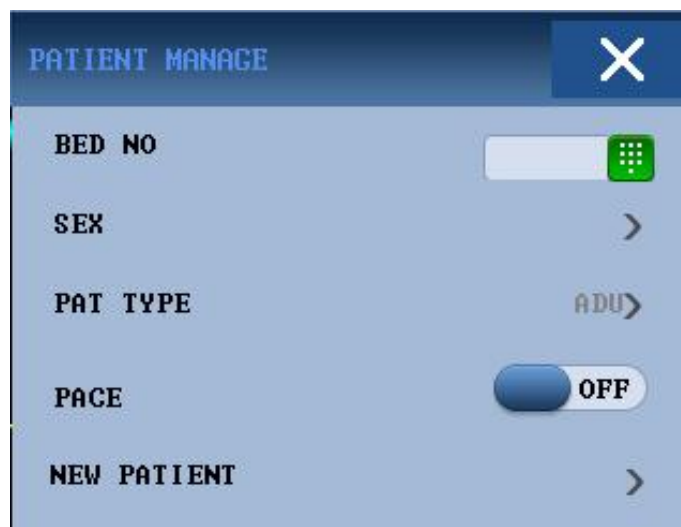 PATIENT MANAGE
BED NO
SEX
PAT TYPE ADU
PACE OFF
NEW PATIENT